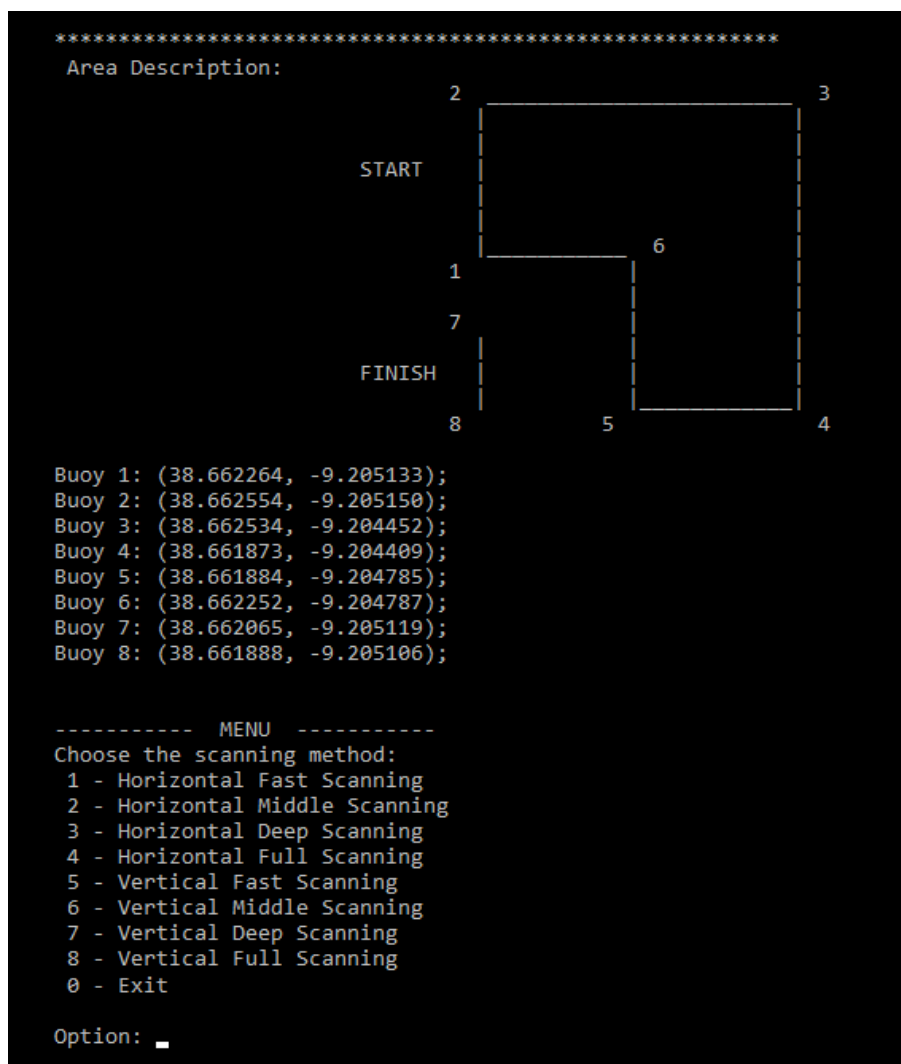 *********************************************************
Area Description:
2 ________________________ 3
START
6
1
7
FINISH
8 5 4
Buoy 1: (38.662264, -9.205133);
Buoy 2: (38.662554, -9.205150);
Buoy 3: (38.662534, -9.204452);
Buoy 4: (38.661873, -9.204409);
Buoy 5: (38.661884, -9.204785);
Buoy 6: (38.662252, -9.204787);
Buoy 7: (38.662065, -9.205119);
Buoy 8: (38.661888, -9.205106);
----------- MENU -----------
Choose the scanning method:
1 - Horizontal Fast Scanning
2 - Horizontal Middle Scanning
3 - Horizontal Deep Scanning
4 - Horizontal Full Scanning
5 - Vertical Fast Scanning
6 - Vertical Middle Scanning
7 - Vertical Deep Scanning
8 - Vertical Full Scanning
0 - Exit
Option: _